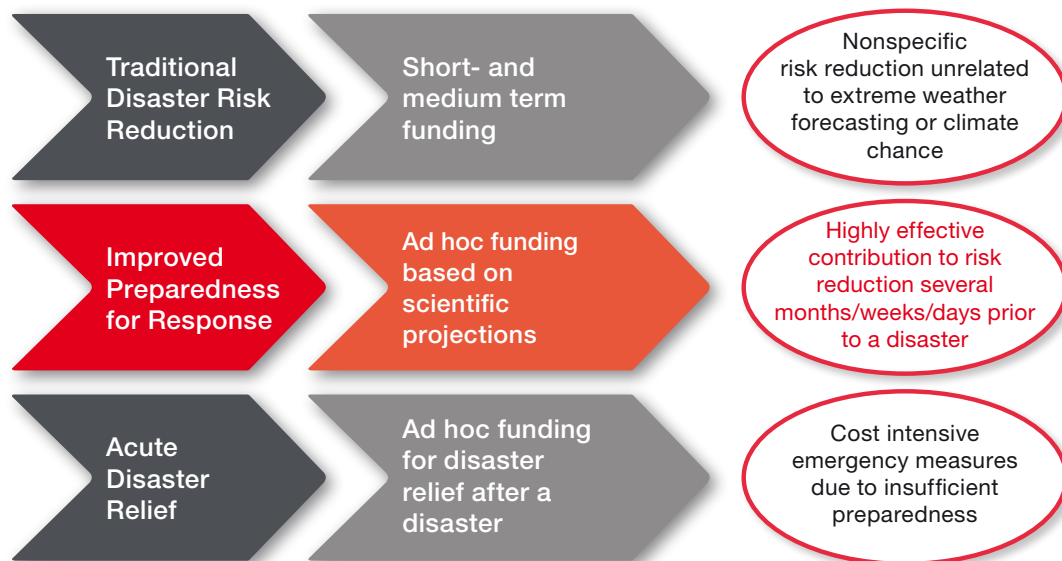 Traditional
Disaster Risk
Reduction
Short- and
medium term
funding
Nonspecific
risk reduction unrelated
to extreme weather
forecasting or climate
chance
Improved
Preparedness
for Response
Ad hoc funding
based on
scientific
projections
Highly effective
contribution to risk
reduction several
months/weeks/days prior
to a disaster
Acute
Disaster
Relief
Ad hoc funding
for disaster
relief after a
disaster
Cost intensive
emergency measures
due to insufficient
preparedness